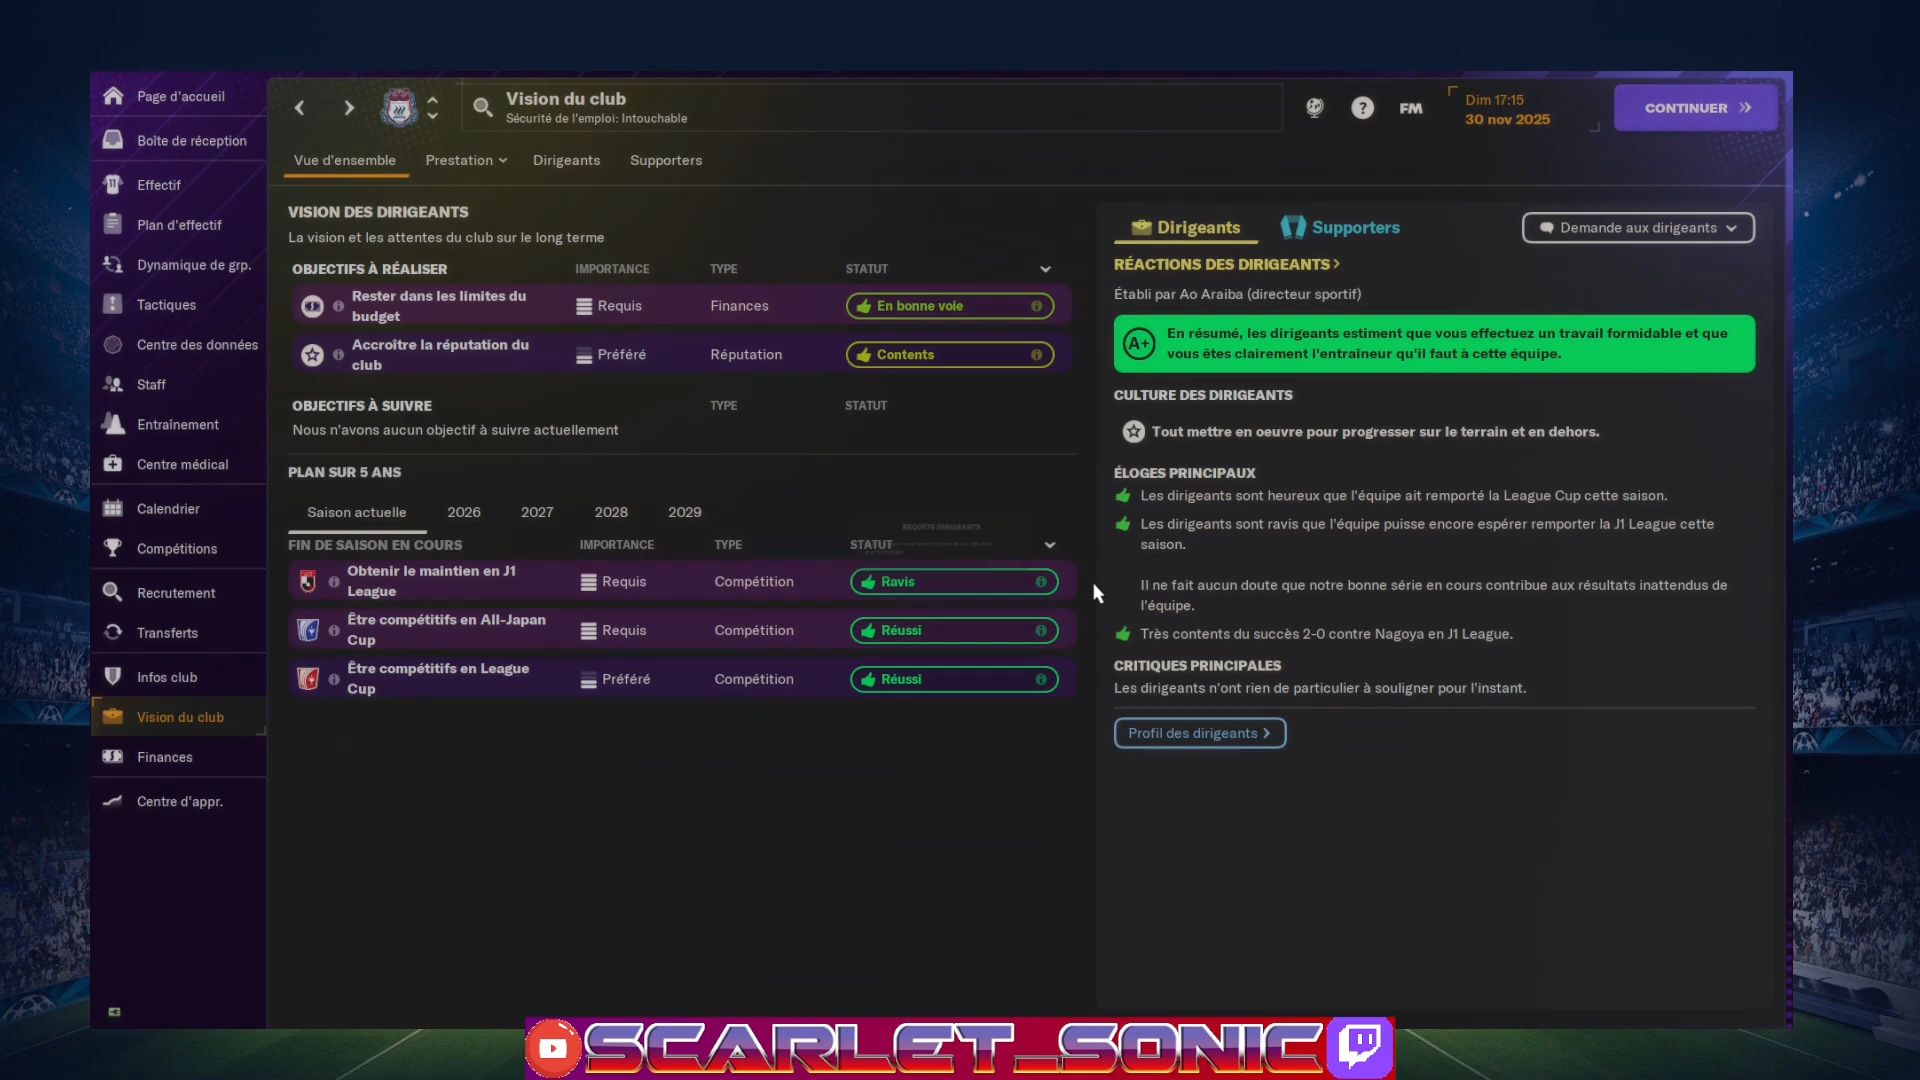 Page d'accueil
Boîte de réception
Effectif
Plan d'effectif
Dynamique de grp.
Tactiques
Centre des données
Staff
Entraînement
Centre médical
Calendrier
Compétitions
Recrutement
Transferts
Infos club
Vision du club
Finances
Centre d'appr.
Vision du club
Sécurité de l'emploi: Intouchable
FM
Dim 17:15
30 nov 2025
CONTINUER
Vue d'ensemble Prestation Dirigeants Supporters
VISION DES DIRIGEANTS
La vision et les attentes du club sur le long terme
OBJECTIFS À RÉALISER IMPORTANCE TYPE STATUT
Rester dans les limites du
budget
Requis Finances En bonne voie
Accroître la réputation du
club
Préféré Réputation Contents
OBJECTIFS À SUIVRE TYPE STATUT
Nous n'avons aucun objectif à suivre actuellement
PLAN SUR 5 ANS
Saison actuelle 2026 2027 2028 2029
REQUÊTE DIRIGEANTS
FIN DE SAISON EN COURS IMPORTANCE TYPE STATUT
Obtenir le maintien en J1
League
Requis Compétition Ravis
Être compétitifs en All-Japan
Cup
Requis Compétition Réussi
Être compétitifs en League
Cup
Préféré Compétition Réussi
Dirigeants Supporters Demande aux dirigeants
RÉACTIONS DES DIRIGEANTS
Établi par Ao Araiba (directeur sportif)
A+
En résumé, les dirigeants estiment que vous effectuez un travail formidable et que
vous êtes clairement l'entraîneur qu'il faut à cette équipe.
CULTURE DES DIRIGEANTS
Tout mettre en oeuvre pour progresser sur le terrain et en dehors.
ÉLOGES PRINCIPAUX
Les dirigeants sont heureux que l'équipe ait remporté la League Cup cette saison.
Les dirigeants sont ravis que l'équipe puisse encore espérer remporter la J1 League cette
saison.
Il ne fait aucun doute que notre bonne série en cours contribue aux résultats inattendus de
l'équipe.
Très contents du succès 2-0 contre Nagoya en J1 League.
CRITIQUES PRINCIPALES
Les dirigeants n'ont rien de particulier à souligner pour l'instant.
Profil des dirigeants
SCARLET_SONIC